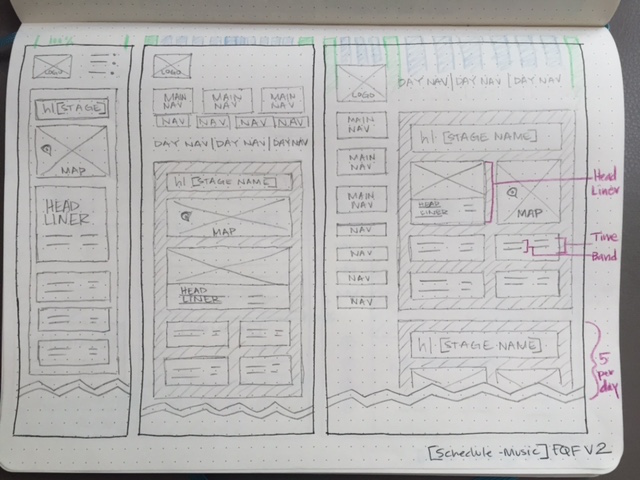 LOGO
h1 [STAGE]
MAP
HEAD
LINER
LOGO
MAIN
NAV
MAIN
NAV
MAIN
NAV
NAV
NAV
NAV
NAV
DAY NAV|DAY NAV|DAY NAV
h1 [STAGE NAME]
MAP
HEAD
LINER
LOGO
DAY NAV|DAY NAV|DAY NAV
MAIN
NAV
MAIN
NAV
MAIN
NAV
NAV
NAV
NAV
NAV
h1 [STAGE NAME]
HEAD
LINER
MAP
h1 [STAGE NAME]
Head
Liner
Time
Band
5
per
day
[Schedule - Music] FQF V2